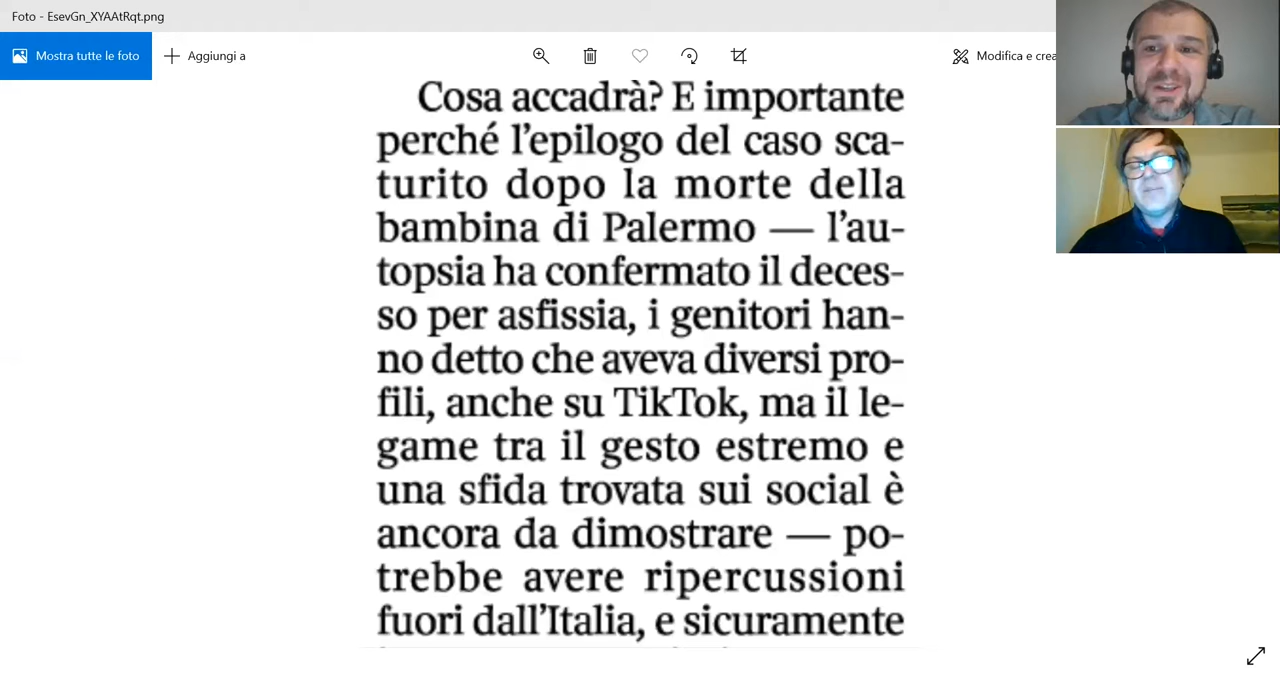 Foto - EsevGn_XYAAtRqt.png
Mostra tutte le foto
Aggiungi a
Modifica e crea
Cosa accadrà? E importante
perché l'epilogo del caso sca-
turito dopo la morte della
bambina di Palermo — l'au-
topsia ha confermato il deces-
so per asfissia, i genitori han-
no detto che aveva diversi pro-
fili, anche su TikTok, ma il le-
game tra il gesto estremo e
una sfida trovata sui social è
ancora da dimostrare — po-
trebbe avere ripercussioni
fuori dall'Italia, e sicuramente